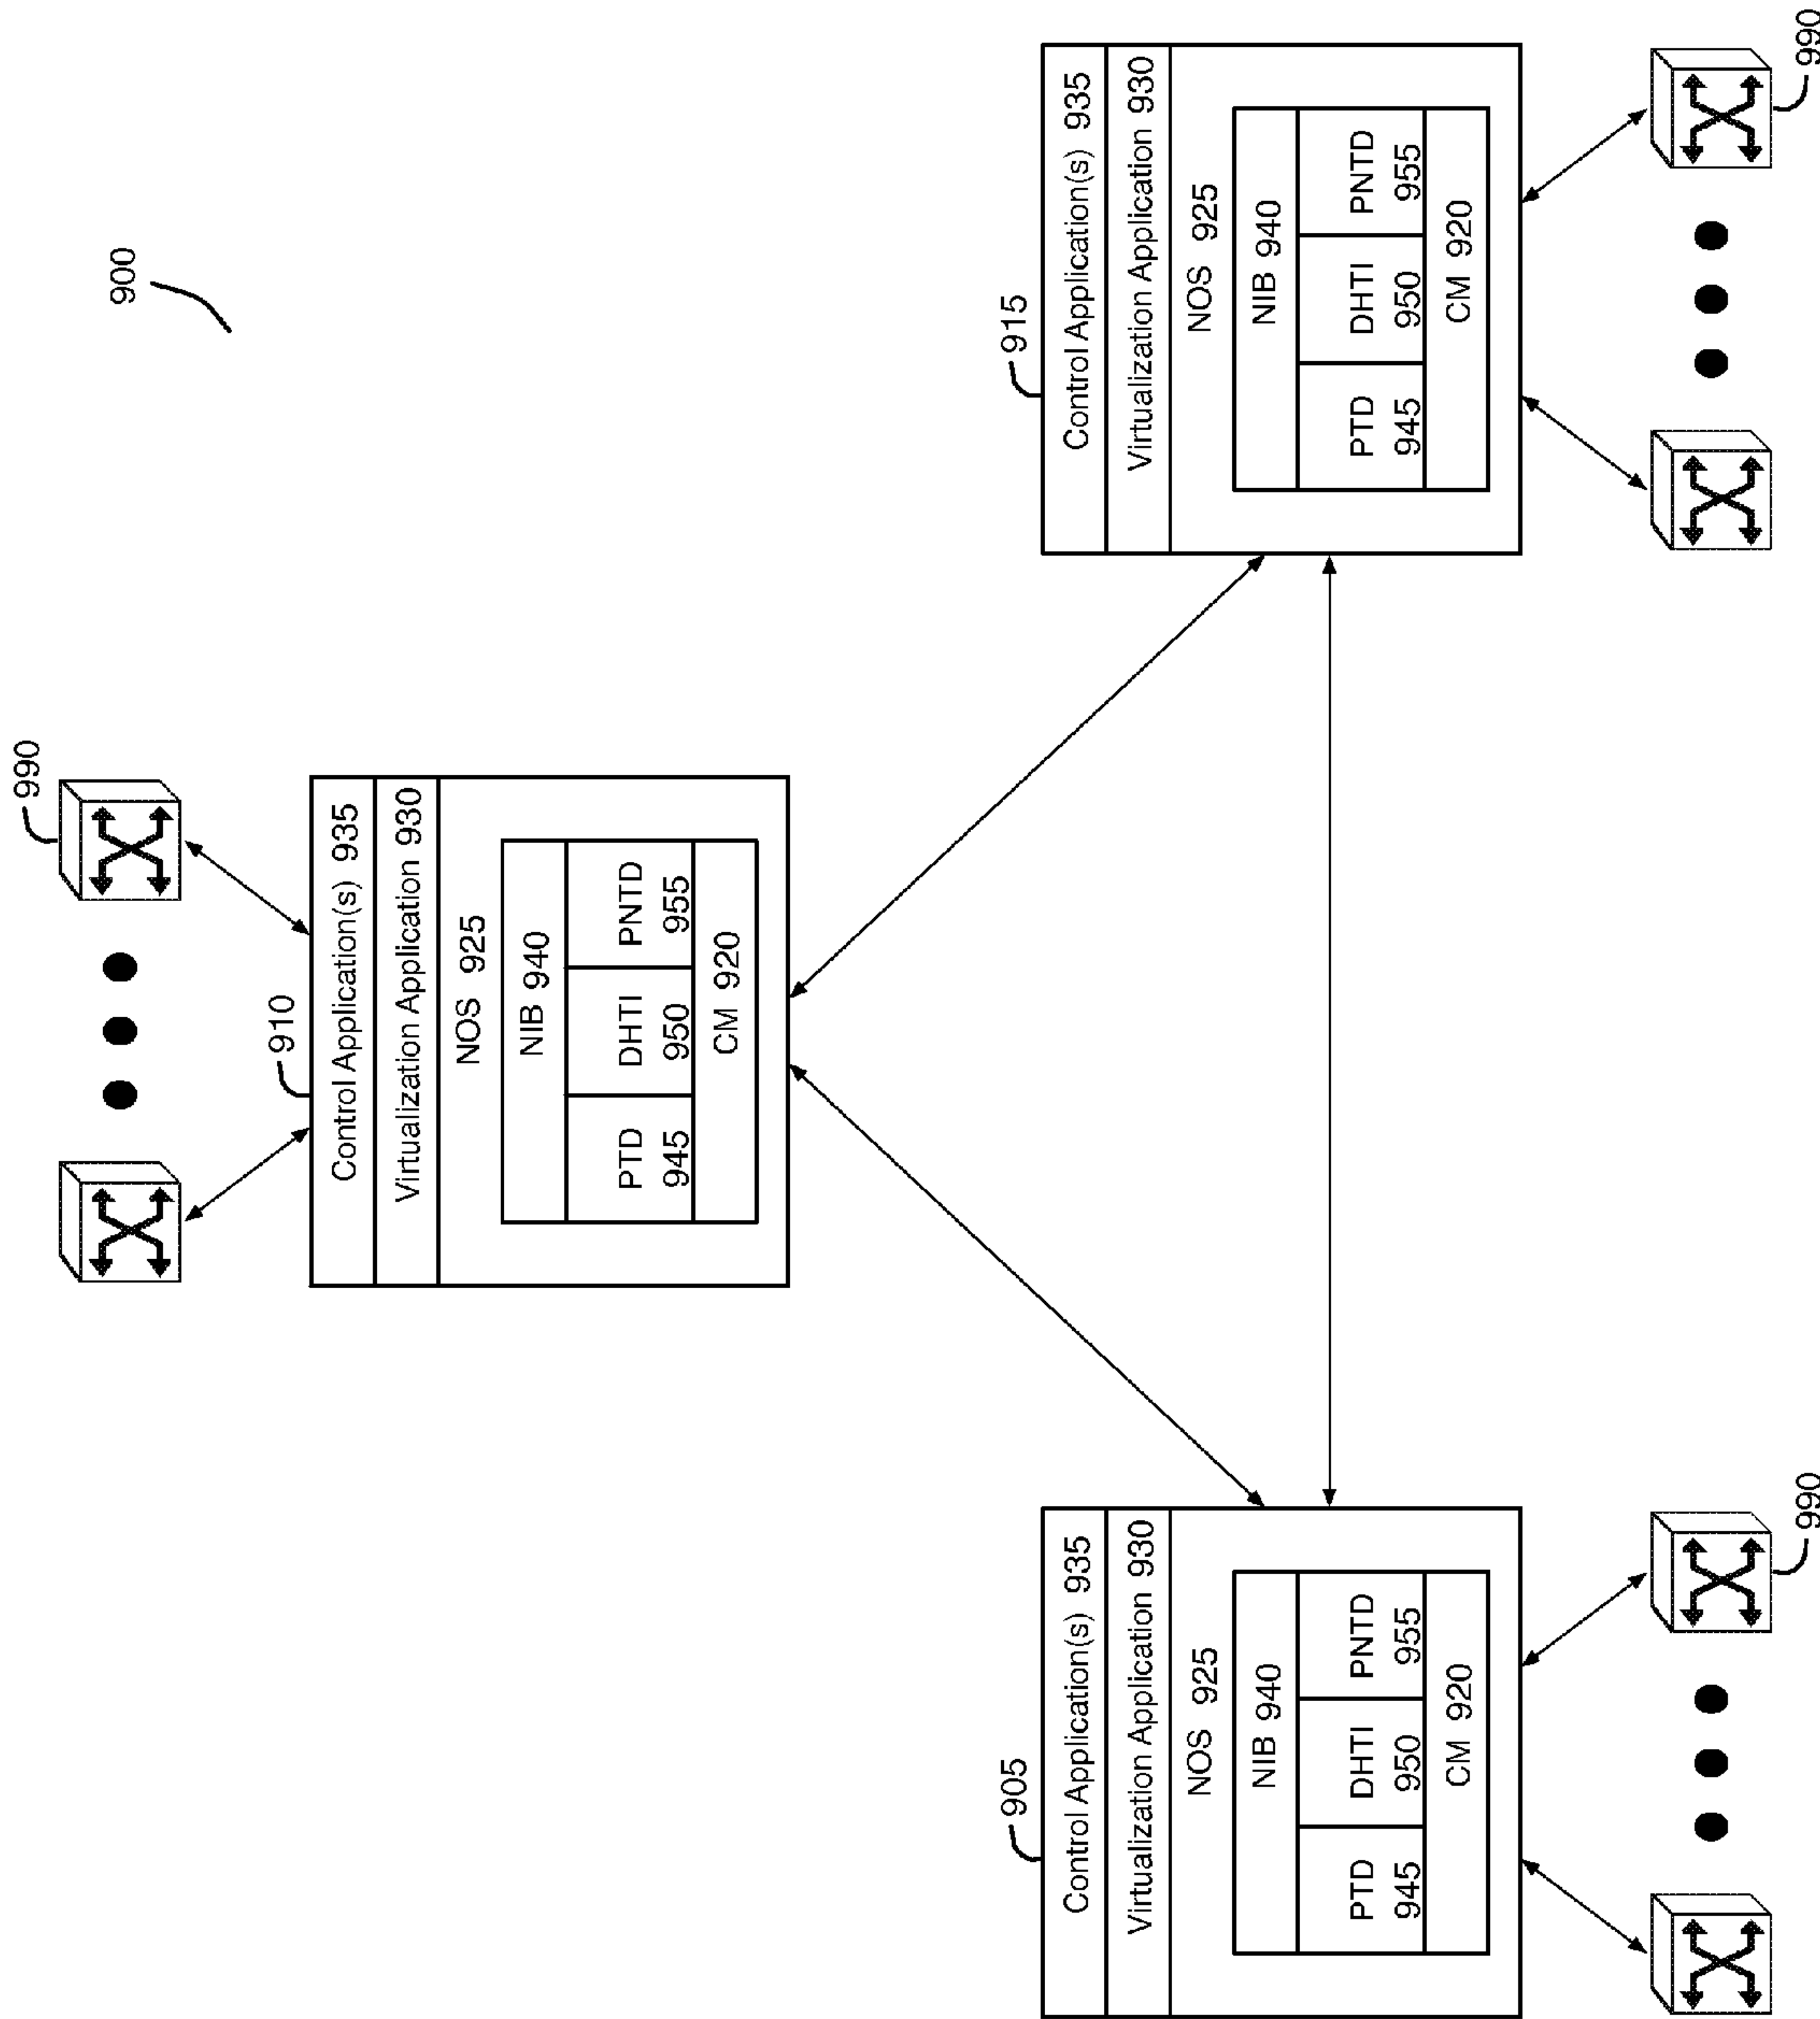 900
990
910
Control Application(s) 935
Virtualization Application 930
NOS 925
NIB 940
PTD 945
DHTI 950
PNTD 955
CM 920
905
Control Application(s) 935
Virtualization Application 930
NOS 925
NIB 940
PTD 945
DHTI 950
PNTD 955
CM 920
990
915
Control Application(s) 935
Virtualization Application 930
NOS 925
NIB 940
PTD 945
DHTI 950
PNTD 955
CM 920
990